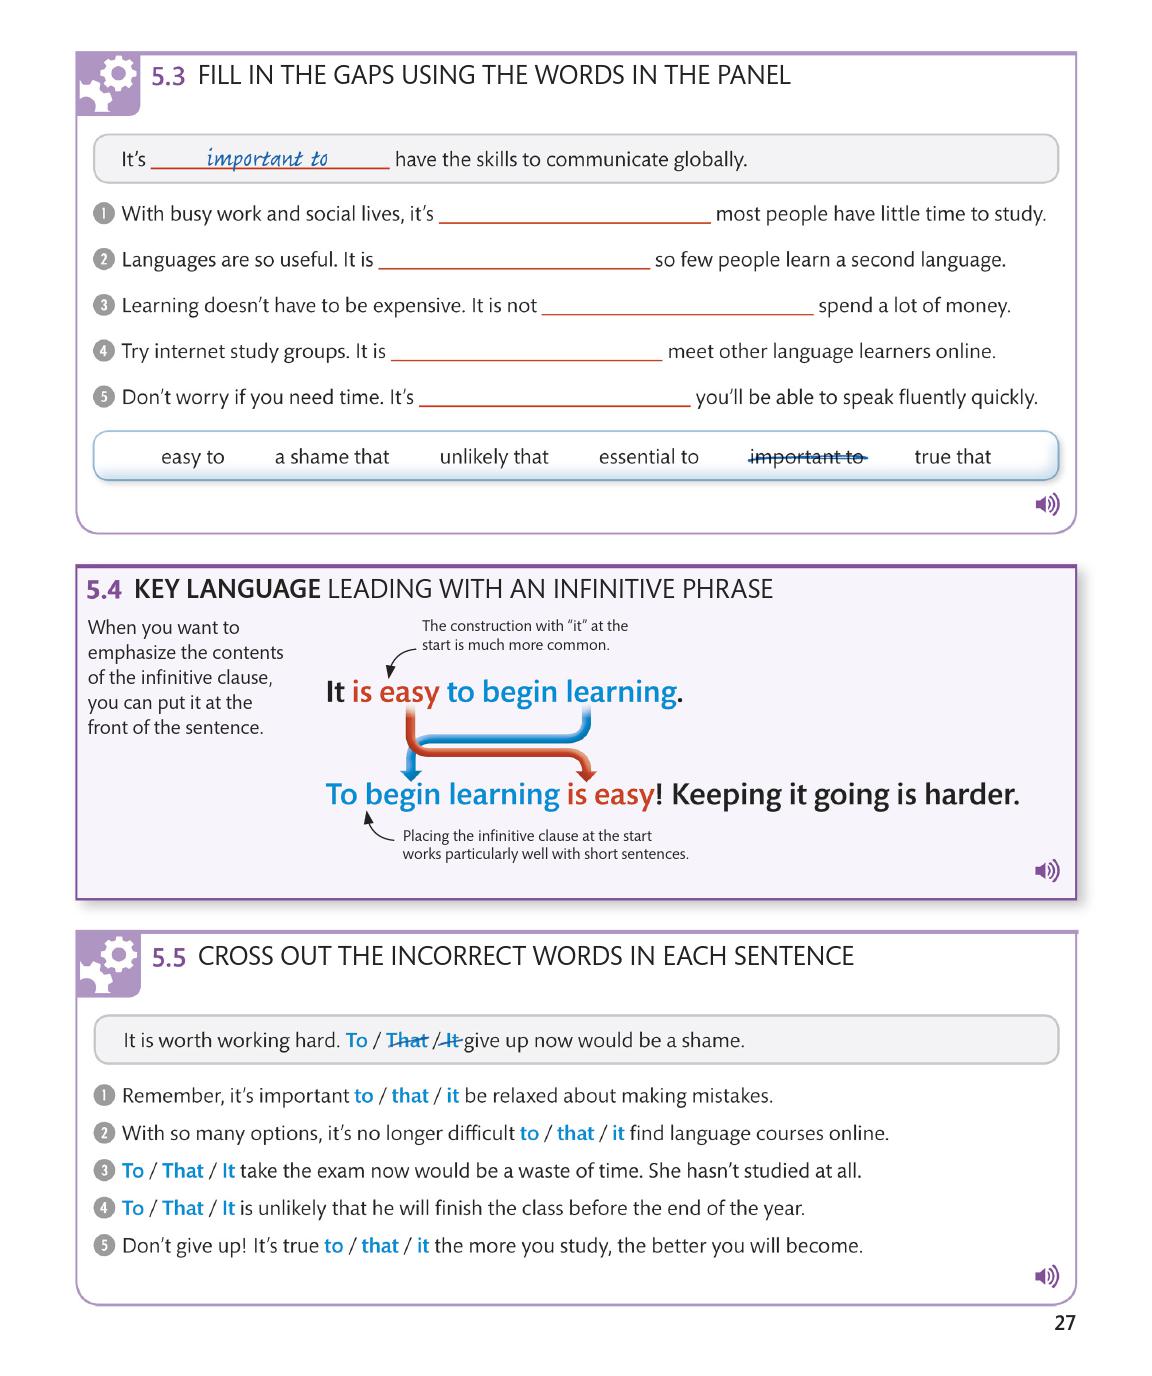 5.3 FILL IN THE GAPS USING THE WORDS IN THE PANEL
It's important to have the skills to communicate globally.
1 With busy work and social lives, it's ____ most people have little time to study.
2 Languages are so useful. It is ____ so few people learn a second language.
3 Learning doesn't have to be expensive. It is not ____ spend a lot of money.
4 Try internet study groups. It is ____ meet other language learners online.
5 Don't worry if you need time. It's ____ you'll be able to speak fluently quickly.
easy to a shame that unlikely that essential to important to true that
5.4 KEY LANGUAGE LEADING WITH AN INFINITIVE PHRASE
When you want to
emphasize the contents
of the infinitive clause,
you can put it at the
front of the sentence.
The construction with "it" at the
start is much more common.
It is easy to begin learning.
To begin learning is easy! Keeping it going is harder.
Placing the infinitive clause at the start
works particularly well with short sentences.
5.5 CROSS OUT THE INCORRECT WORDS IN EACH SENTENCE
It is worth working hard. To / That / It give up now would be a shame.
1 Remember, it's important to / that / it be relaxed about making mistakes.
2 With so many options, it's no longer difficult to / that / it find language courses online.
3 To / That / It take the exam now would be a waste of time. She hasn't studied at all.
4 To / That / It is unlikely that he will finish the class before the end of the year.
5 Don't give up! It's true to / that / it the more you study, the better you will become.
27